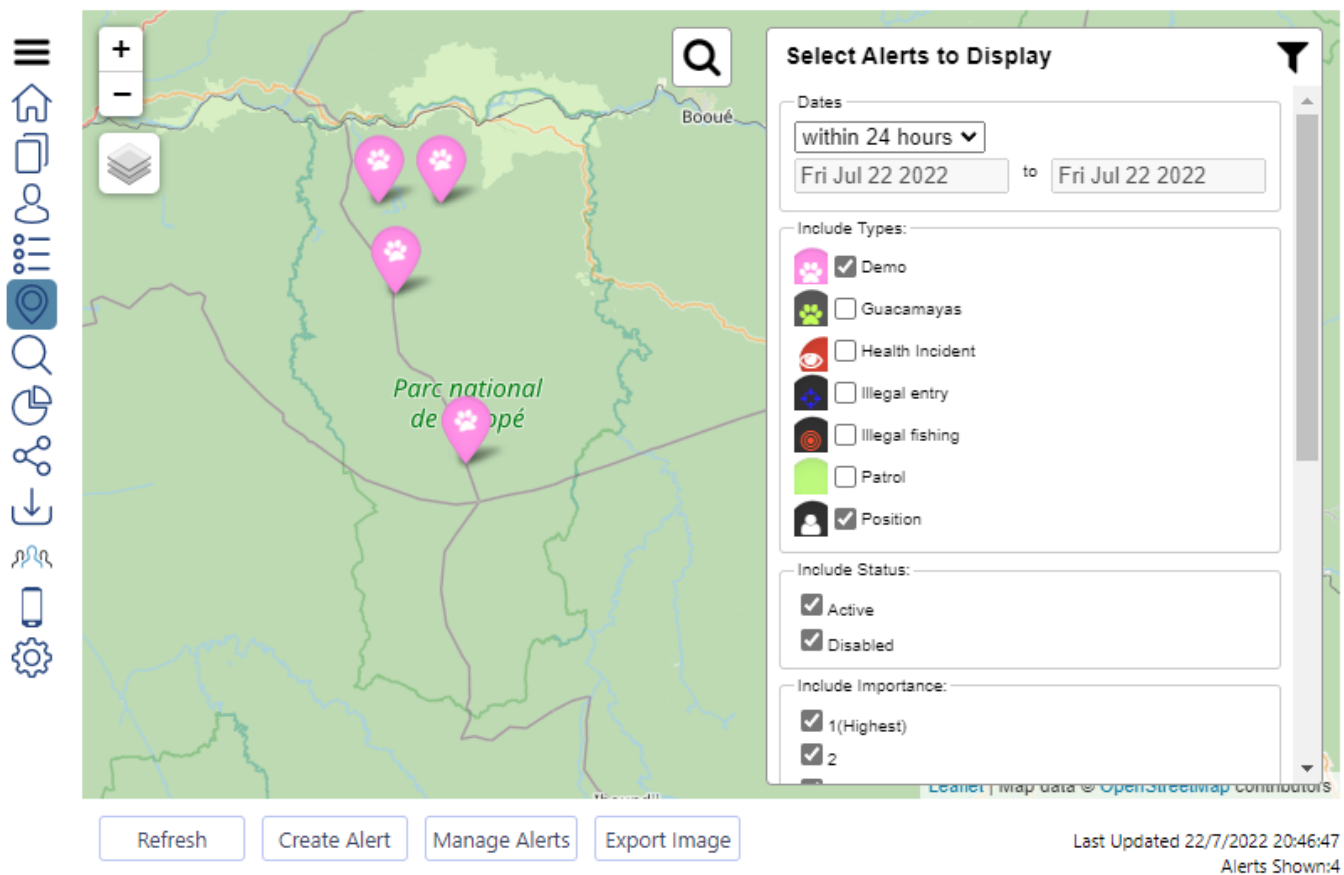 +
−
Booué
Parc national
de opé
Select Alerts to Display
Dates
within 24 hours
Fri Jul 22 2022 to Fri Jul 22 2022
Include Types:
Demo
Guacamayas
Health Incident
Illegal entry
Illegal fishing
Patrol
Position
Include Status:
Active
Disabled
Include Importance:
1(Highest)
2
Leaflet | Map data © OpenStreetMap contributors
Refresh
Create Alert
Manage Alerts
Export Image
Last Updated 22/7/2022 20:46:47
Alerts Shown:4